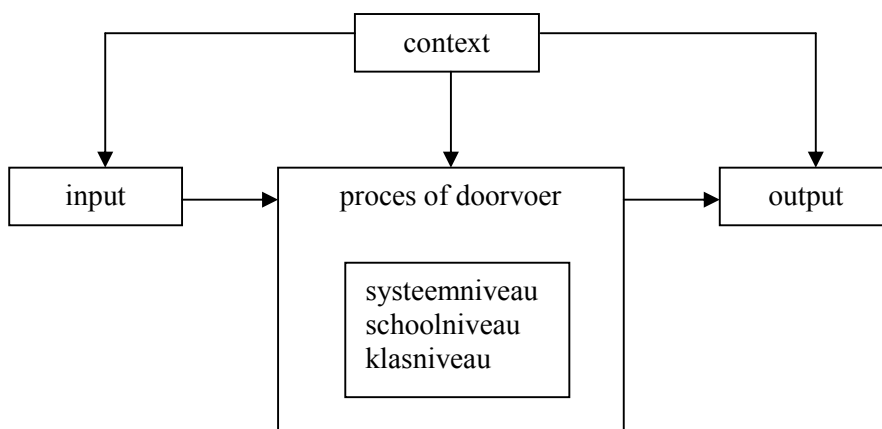 context
input
proces of doorvoer
output
systeemniveau
schoolniveau
klasniveau